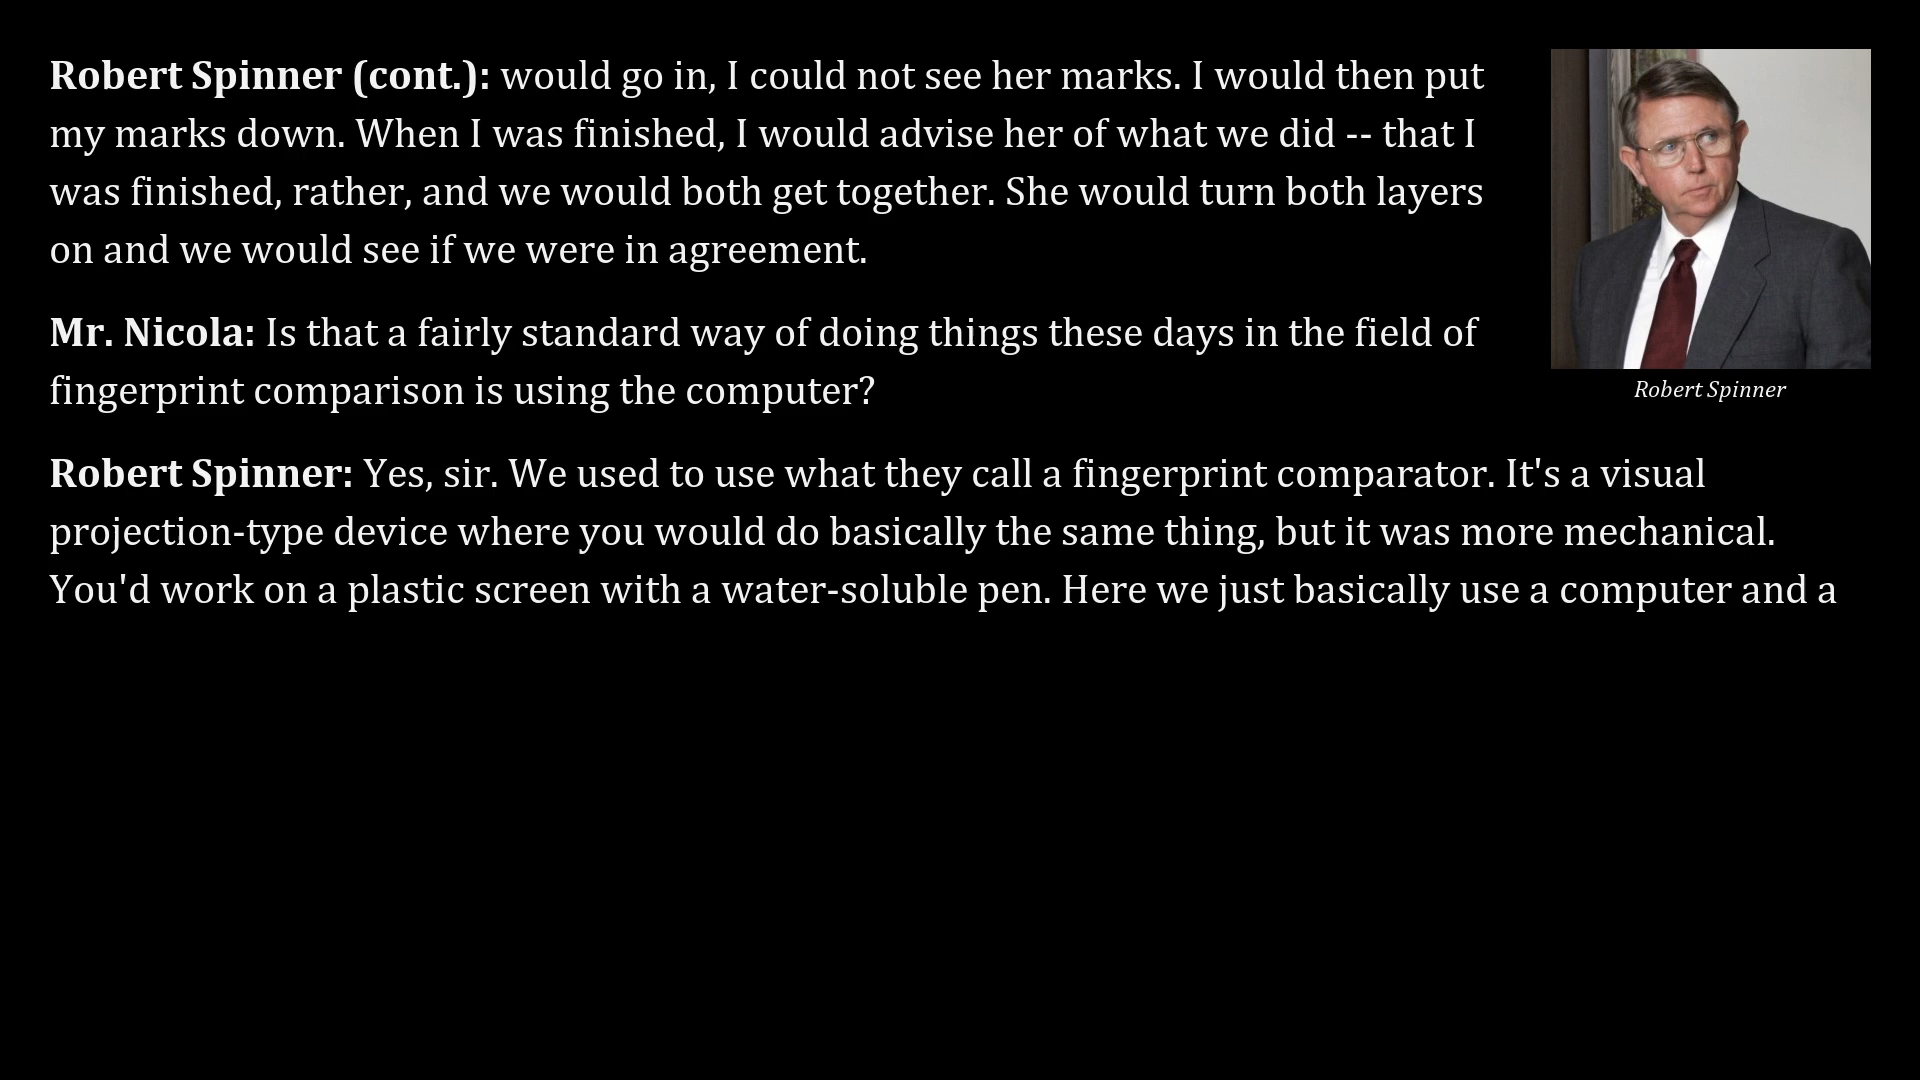 Robert Spinner (cont.): would go in, I could not see her marks. I would then put
my marks down. When I was finished, I would advise her of what we did -- that I
was finished, rather, and we would both get together. She would turn both layers
on and we would see if we were in agreement.
Mr. Nicola: Is that a fairly standard way of doing things these days in the field of
fingerprint comparison is using the computer?
Robert Spinner
Robert Spinner: Yes, sir. We used to use what they call a fingerprint comparator. It's a visual
projection-type device where you would do basically the same thing, but it was more mechanical.
You'd work on a plastic screen with a water-soluble pen. Here we just basically use a computer and a